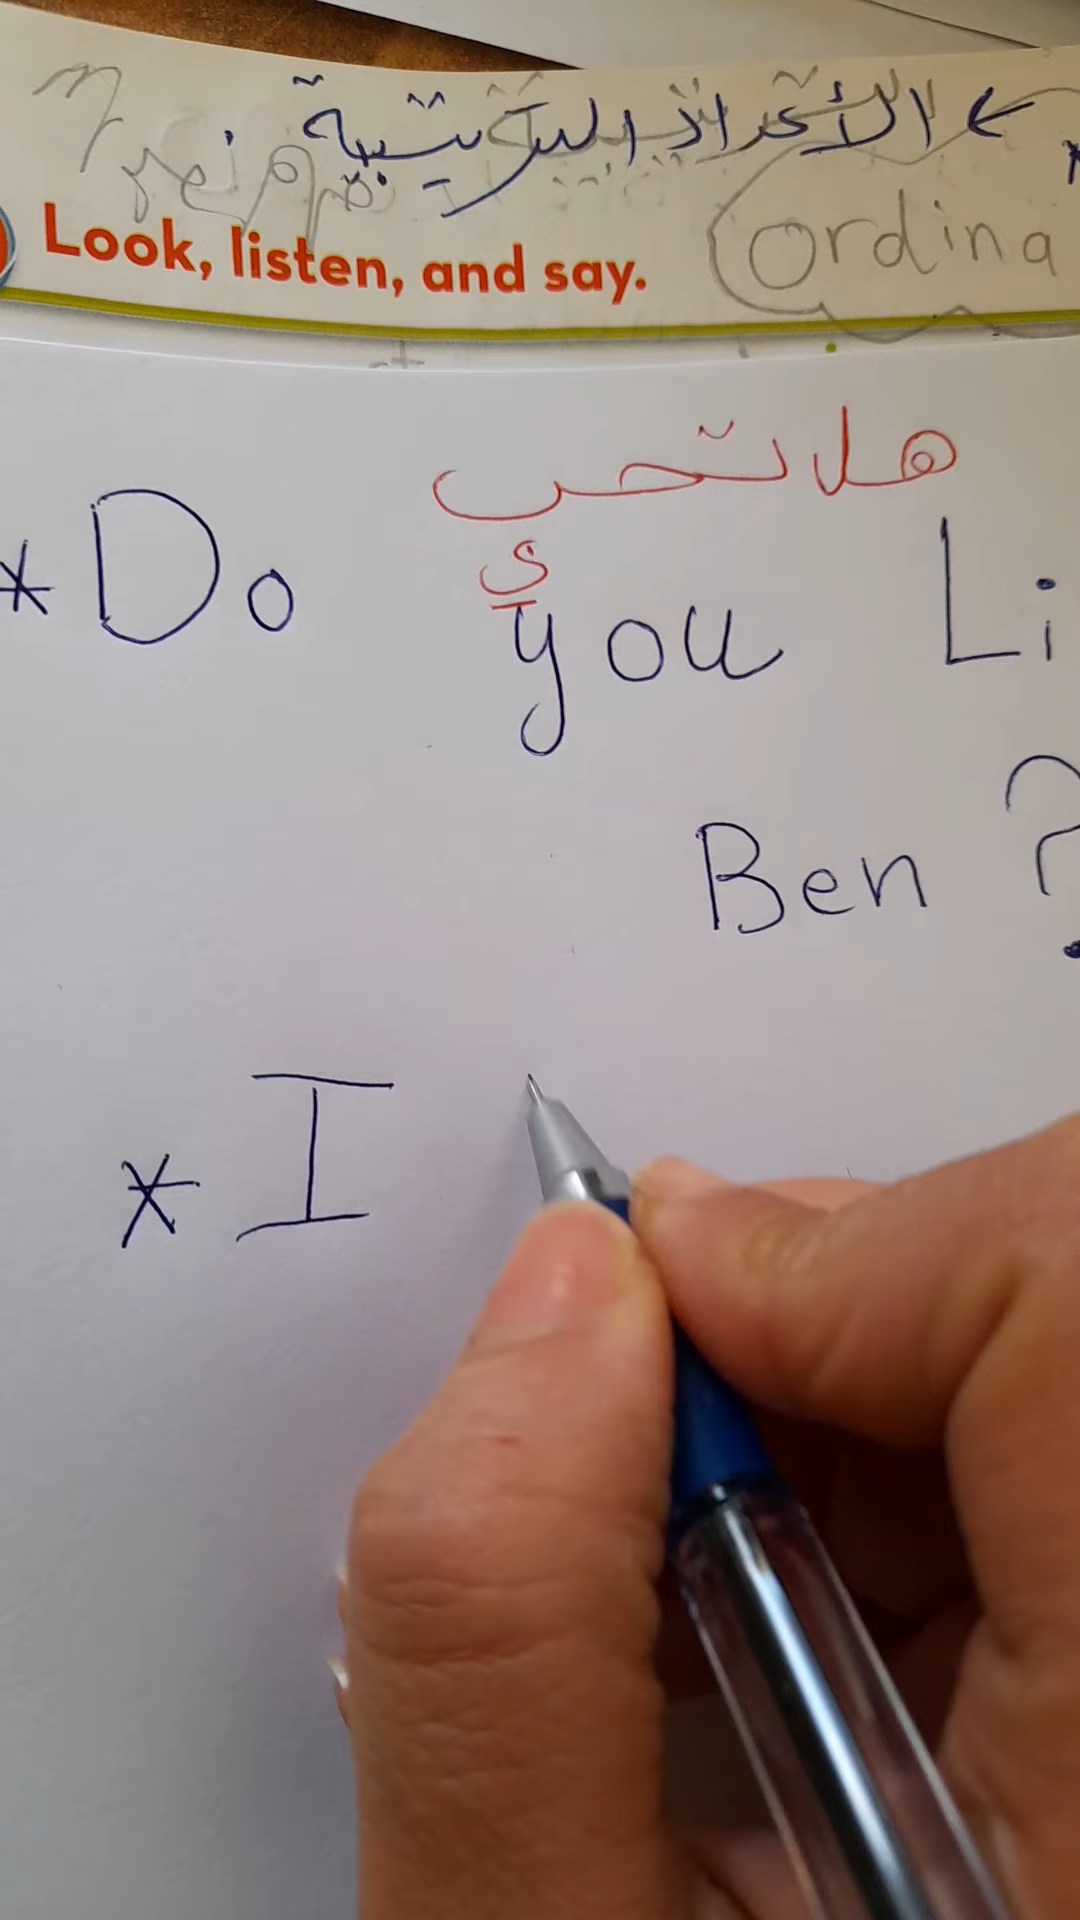 ← الأعداد الترتيبية
Look, listen, and say.
Ordina
هل تحب
ي
* Do you Li
Ben ?
* I